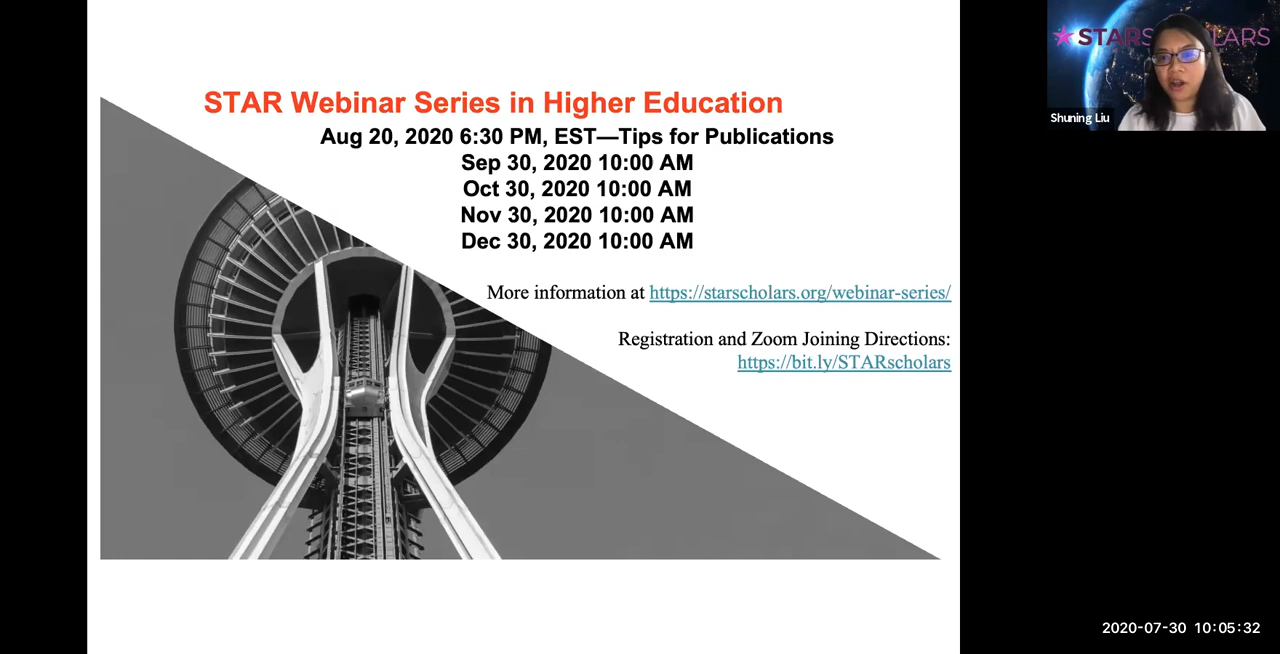 STAR Webinar Series in Higher Education
Aug 20, 2020 6:30 PM, EST—Tips for Publications
Sep 30, 2020 10:00 AM
Oct 30, 2020 10:00 AM
Nov 30, 2020 10:00 AM
Dec 30, 2020 10:00 AM
More information at https://starscholars.org/webinar-series/
Registration and Zoom Joining Directions:
https://bit.ly/STARscholars
STARS LARS
Shuning Liu
2020-07-30 10:05:32